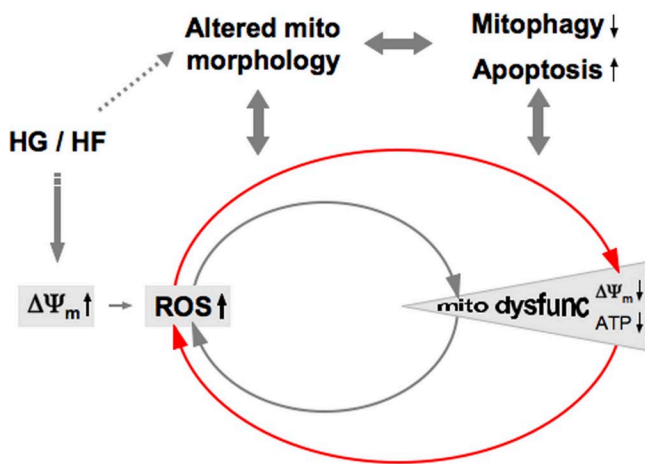 Altered mito
morphology
Mitophagy ↓
Apoptosis ↑
HG / HF
ΔΨm ↑
ROS ↑
mito dysfunc
ΔΨm ↓
ATP ↓